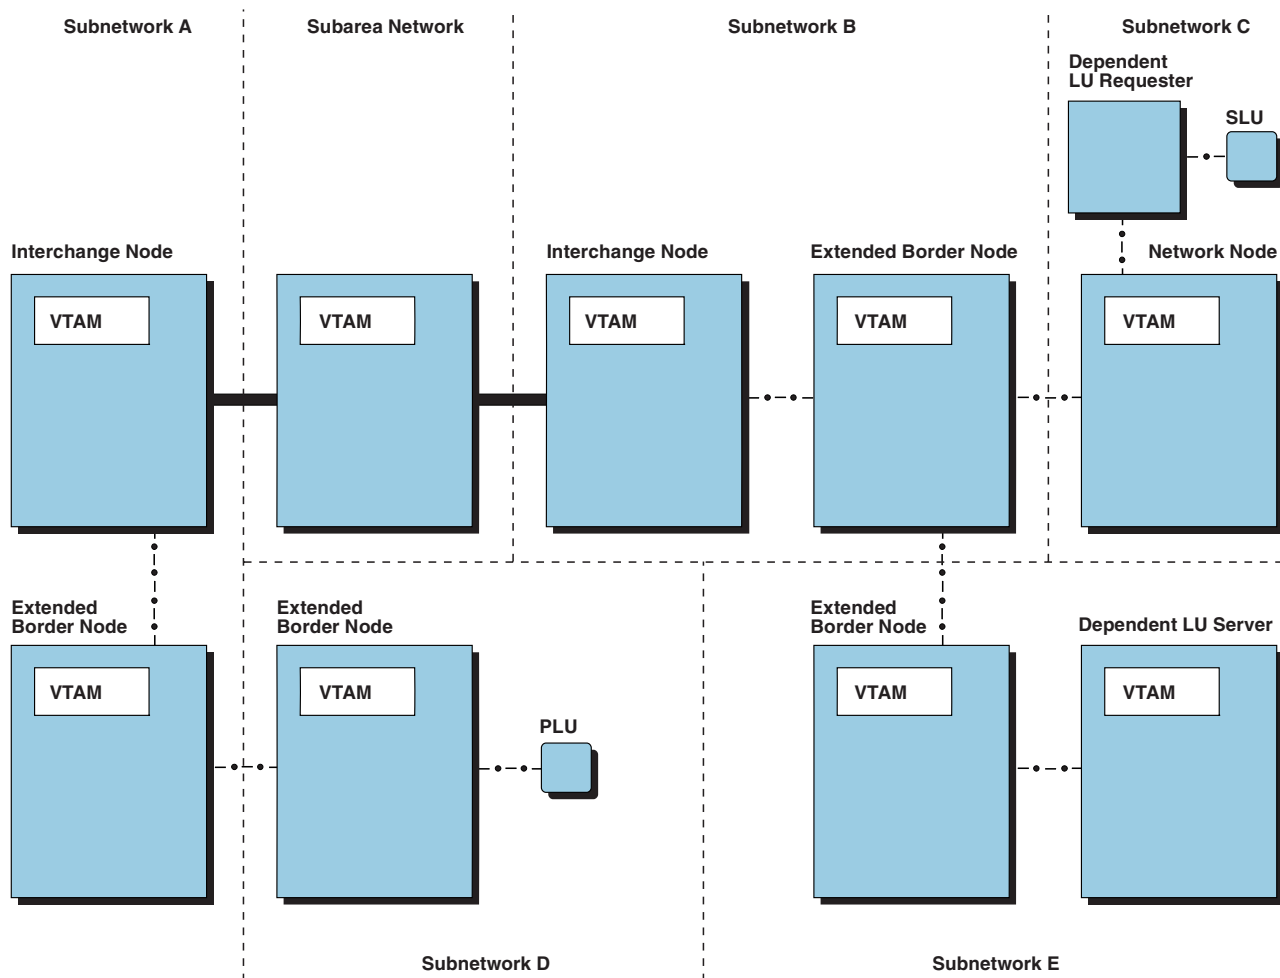 Subnetwork A
Subarea Network
Subnetwork B
Subnetwork C
Dependent
LU Requester
SLU
Interchange Node
Interchange Node
Extended Border Node
Network Node
VTAM
VTAM
VTAM
VTAM
VTAM
Extended
Border Node
Extended
Border Node
Extended
Border Node
Dependent LU Server
VTAM
VTAM
VTAM
VTAM
PLU
Subnetwork D
Subnetwork E